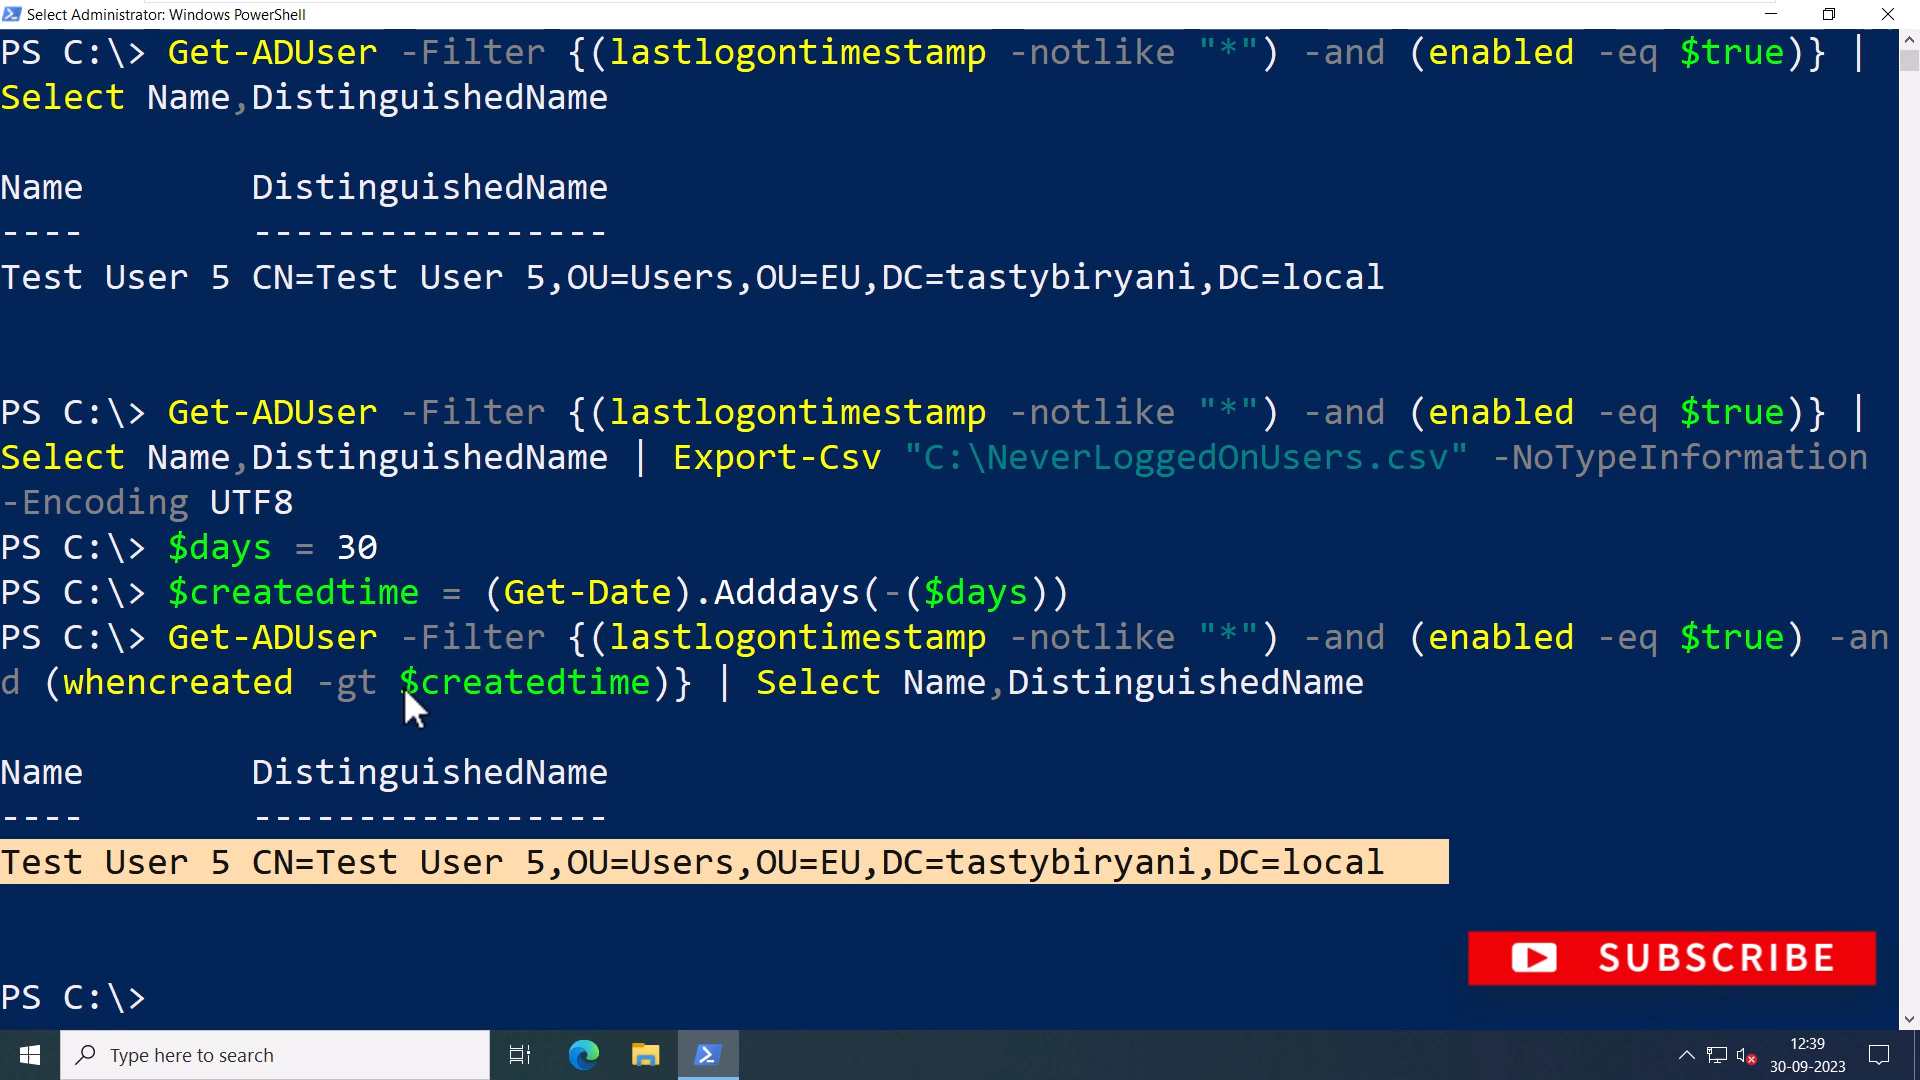 Select Administrator: Windows PowerShell
PS C:\> Get-ADUser -Filter {(lastlogontimestamp -notlike "*") -and (enabled -eq $true)} |
Select Name,DistinguishedName
Name DistinguishedName
---- -----------------
Test User 5 CN=Test User 5,OU=Users,OU=EU,DC=tastybiryani,DC=local
PS C:\> Get-ADUser -Filter {(lastlogontimestamp -notlike "*") -and (enabled -eq $true)} |
Select Name,DistinguishedName | Export-Csv "C:\NeverLoggedOnUsers.csv" -NoTypeInformation
-Encoding UTF8
PS C:\> $days = 30
PS C:\> $createdtime = (Get-Date).Adddays(-($days))
PS C:\> Get-ADUser -Filter {(lastlogontimestamp -notlike "*") -and (enabled -eq $true) -an
d (whencreated -gt $createdtime)} | Select Name,DistinguishedName
Name DistinguishedName
---- -----------------
Test User 5 CN=Test User 5,OU=Users,OU=EU,DC=tastybiryani,DC=local
SUBSCRIBE
PS C:\>
Type here to search
12:39
30-09-2023